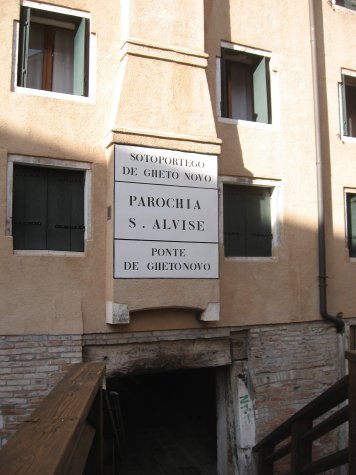 SOTOPORTEGO
DE GHETO NOVO
PAROCHIA
S. ALVISE
PONTE
DE GHETONOVO